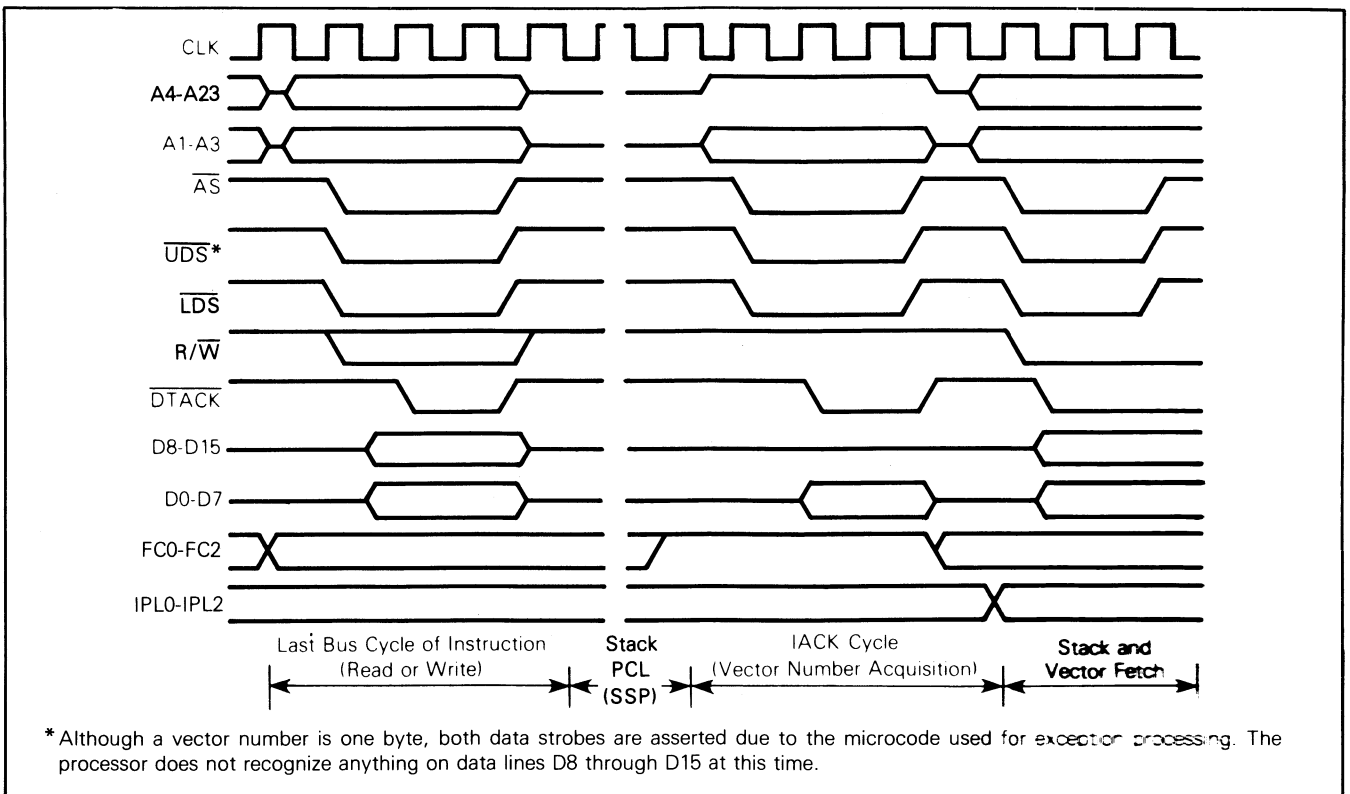 CLK
A4-A23
A1-A3
AS
UDS*
LDS
R/W
DTACK
D8-D15
D0-D7
FC0-FC2
IPL0-IPL2
Last Bus Cycle of Instruction
(Read or Write)
Stack
PCL
(SSP)
IACK Cycle
(Vector Number Acquisition)
Stack and
Vector Fetch
*Although a vector number is one byte, both data strobes are asserted due to the microcode used for exception processing. The
processor does not recognize anything on data lines D8 through D15 at this time.